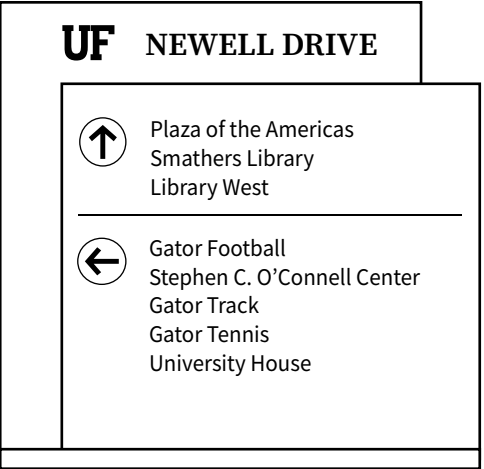 UF NEWELL DRIVE
Plaza of the Americas
Smathers Library
Library West
Gator Football
Stephen C. O’Connell Center
Gator Track
Gator Tennis
University House